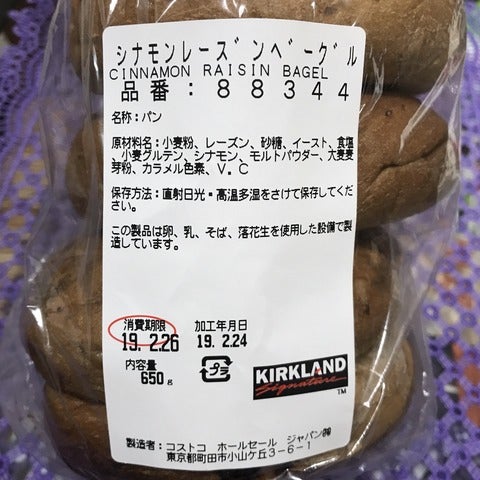 シナモンレーズンベーグル
CINNAMON RAISIN BAGEL
品番：88344
名称：パン
原材料名：小麦粉、レーズン、砂糖、イースト、食塩
、小麦グルテン、シナモン、モルトパウダー、大麦麦
芽粉、カラメル色素、V．C
保存方法：直射日光・高温多湿をさけて保存してくだ
さい。
この製品は卵、乳、そば、落花生を使用した設備で製
造しています。
消費期限 加工年月日
19. 2.26 19. 2.24
内容量
650g
プラ
KIRKLAND
Signature
TM
製造者：コストコ ホールセール ジャパン㈱
東京都町田市小山ケ丘3－6－1